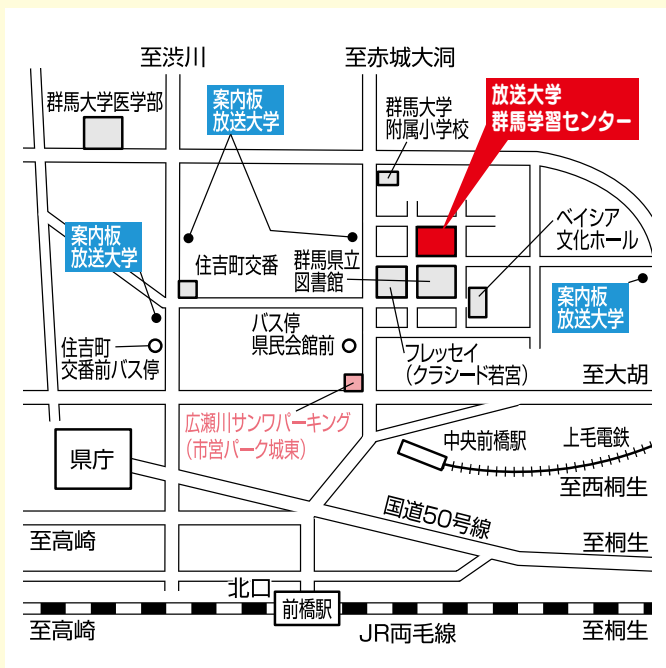 至渋川
至赤城大洞
群馬大学医学部
案内板
放送大学
群馬大学
附属小学校
放送大学
群馬学習センター
案内板
放送大学
住吉町交番
群馬県立
図書館
ベイシア
文化ホール
案内板
放送大学
住吉町
交番前バス停
バス停
県民会館前
フレッセイ
(クラシード若宮)
至大胡
広瀬川サンワパーキング
(市営パーク城東)
県庁
中央前橋駅
上毛電鉄
至西桐生
国道50号線
至高崎
至桐生
北口
前橋駅
至高崎
JR両毛線
至桐生